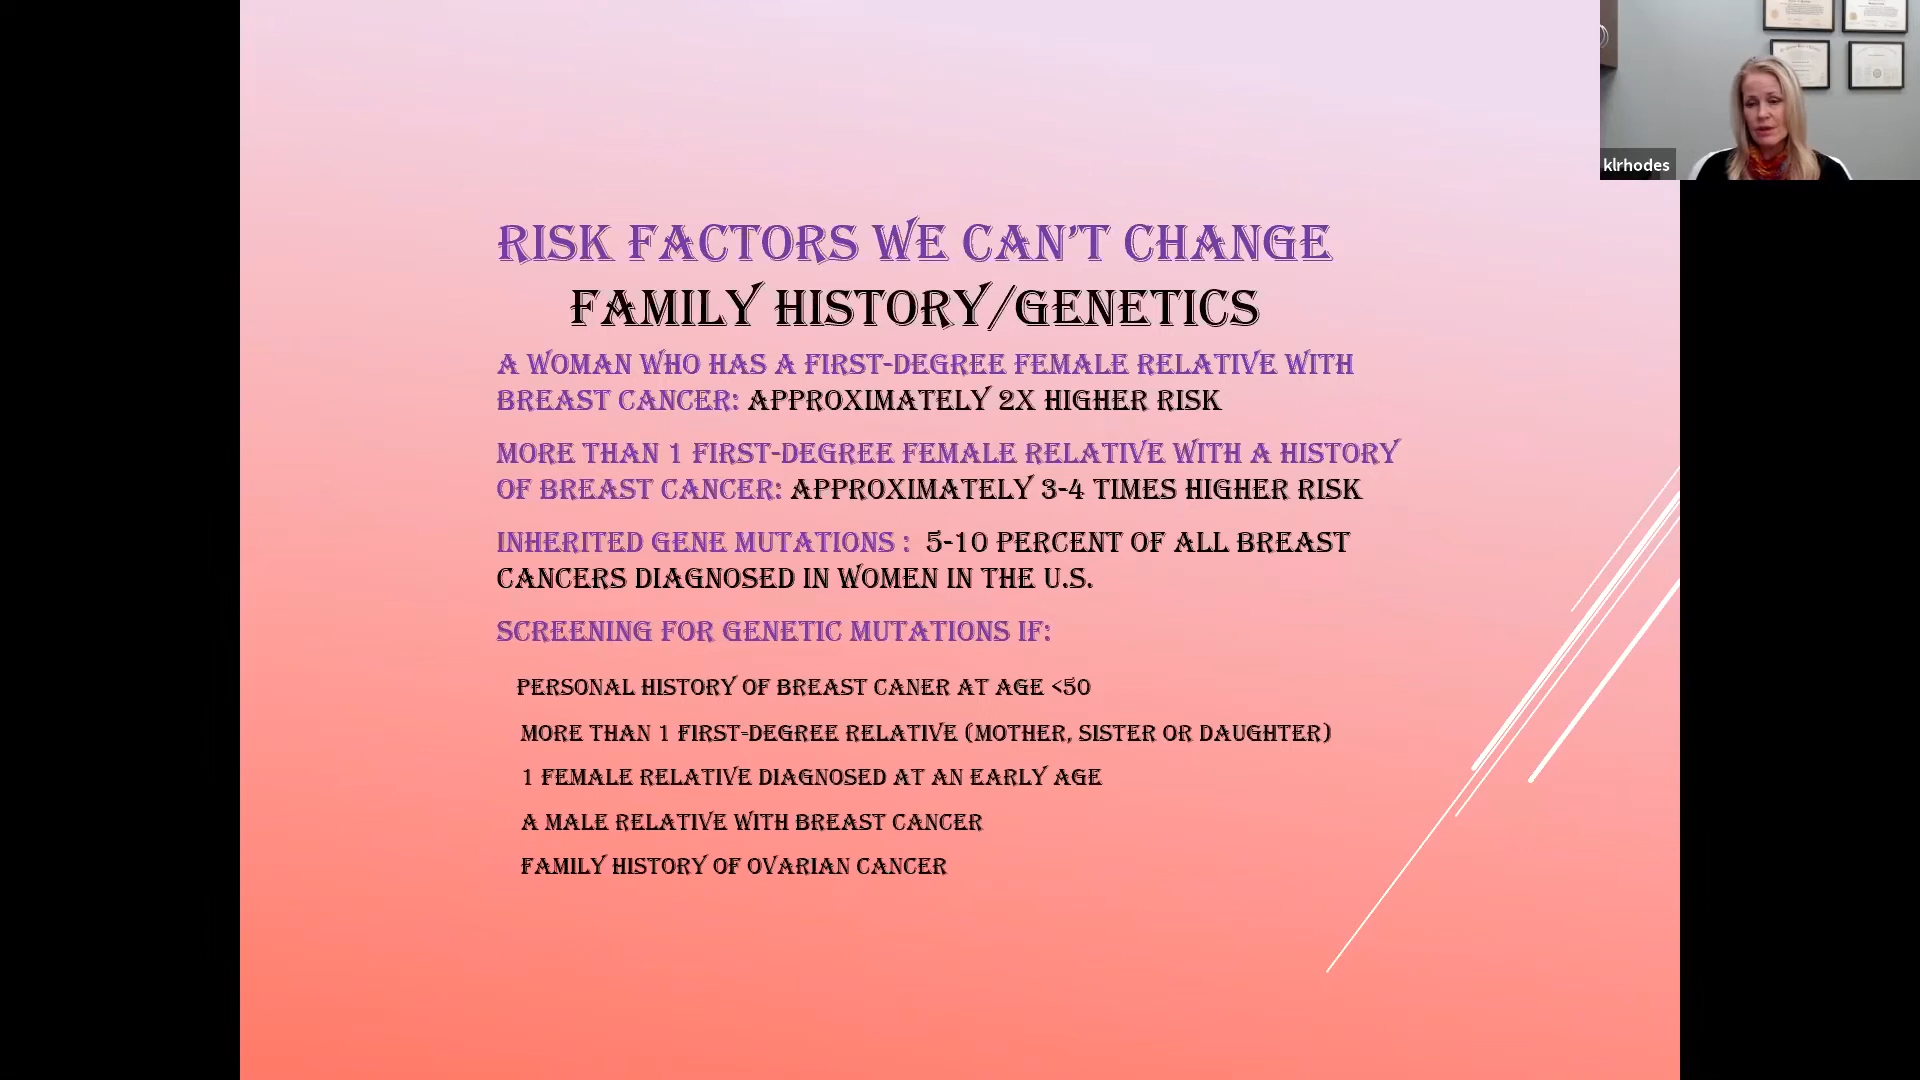 RISK FACTORS WE CAN'T CHANGE
FAMILY HISTORY/GENETICS
A WOMAN WHO HAS A FIRST-DEGREE FEMALE RELATIVE WITH
BREAST CANCER: APPROXIMATELY 2X HIGHER RISK
MORE THAN 1 FIRST-DEGREE FEMALE RELATIVE WITH A HISTORY
OF BREAST CANCER: APPROXIMATELY 3-4 TIMES HIGHER RISK
INHERITED GENE MUTATIONS : 5-10 PERCENT OF ALL BREAST
CANCERS DIAGNOSED IN WOMEN IN THE U.S.
SCREENING FOR GENETIC MUTATIONS IF:
PERSONAL HISTORY OF BREAST CANER AT AGE <50
MORE THAN 1 FIRST-DEGREE RELATIVE (MOTHER, SISTER OR DAUGHTER)
1 FEMALE RELATIVE DIAGNOSED AT AN EARLY AGE
A MALE RELATIVE WITH BREAST CANCER
FAMILY HISTORY OF OVARIAN CANCER
klrhodes